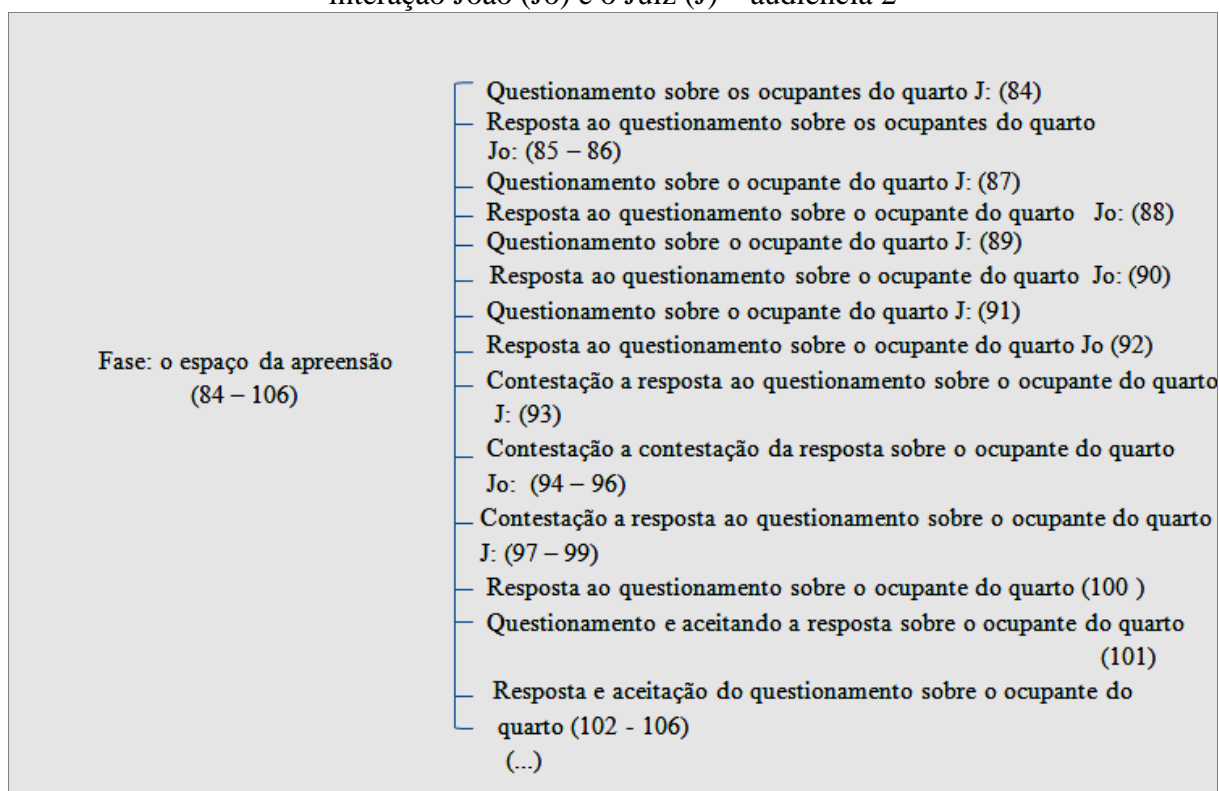 interação João (Jo) e o Juiz (J) – audiência 2
Questionamento sobre os ocupantes do quarto J: (84)
Resposta ao questionamento sobre os ocupantes do quarto
Jo: (85 – 86)
Questionamento sobre o ocupante do quarto J: (87)
Resposta ao questionamento sobre o ocupante do quarto Jo: (88)
Questionamento sobre o ocupante do quarto J: (89)
Resposta ao questionamento sobre o ocupante do quarto Jo: (90)
Questionamento sobre o ocupante do quarto J: (91)
Resposta ao questionamento sobre o ocupante do quarto Jo (92)
Fase: o espaço da apreensão
(84 – 106)
Contestação a resposta ao questionamento sobre o ocupante do quarto
J: (93)
Contestação a contestação da resposta sobre o ocupante do quarto
Jo: (94 – 96)
Contestação a resposta ao questionamento sobre o ocupante do quarto
J: (97 – 99)
Resposta ao questionamento sobre o ocupante do quarto (100 )
Questionamento e aceitando a resposta sobre o ocupante do quarto
(101)
Resposta e aceitação do questionamento sobre o ocupante do
quarto (102 - 106)
(...)